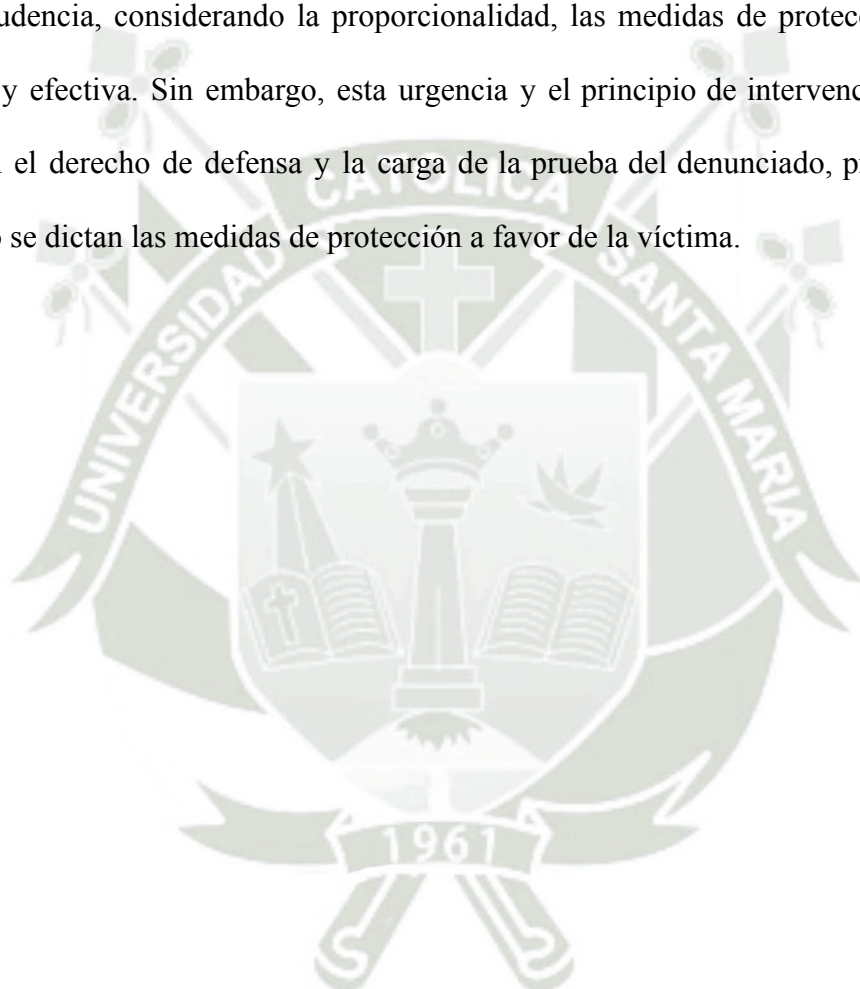 udencia, considerando la proporcionalidad, las medidas de protecc
y efectiva. Sin embargo, esta urgencia y el principio de intervenc
el derecho de defensa y la carga de la prueba del denunciado, p
se dictan las medidas de protección a favor de la víctima.
UNIVERSIDAD CATOLICA SANTA MARIA
1961